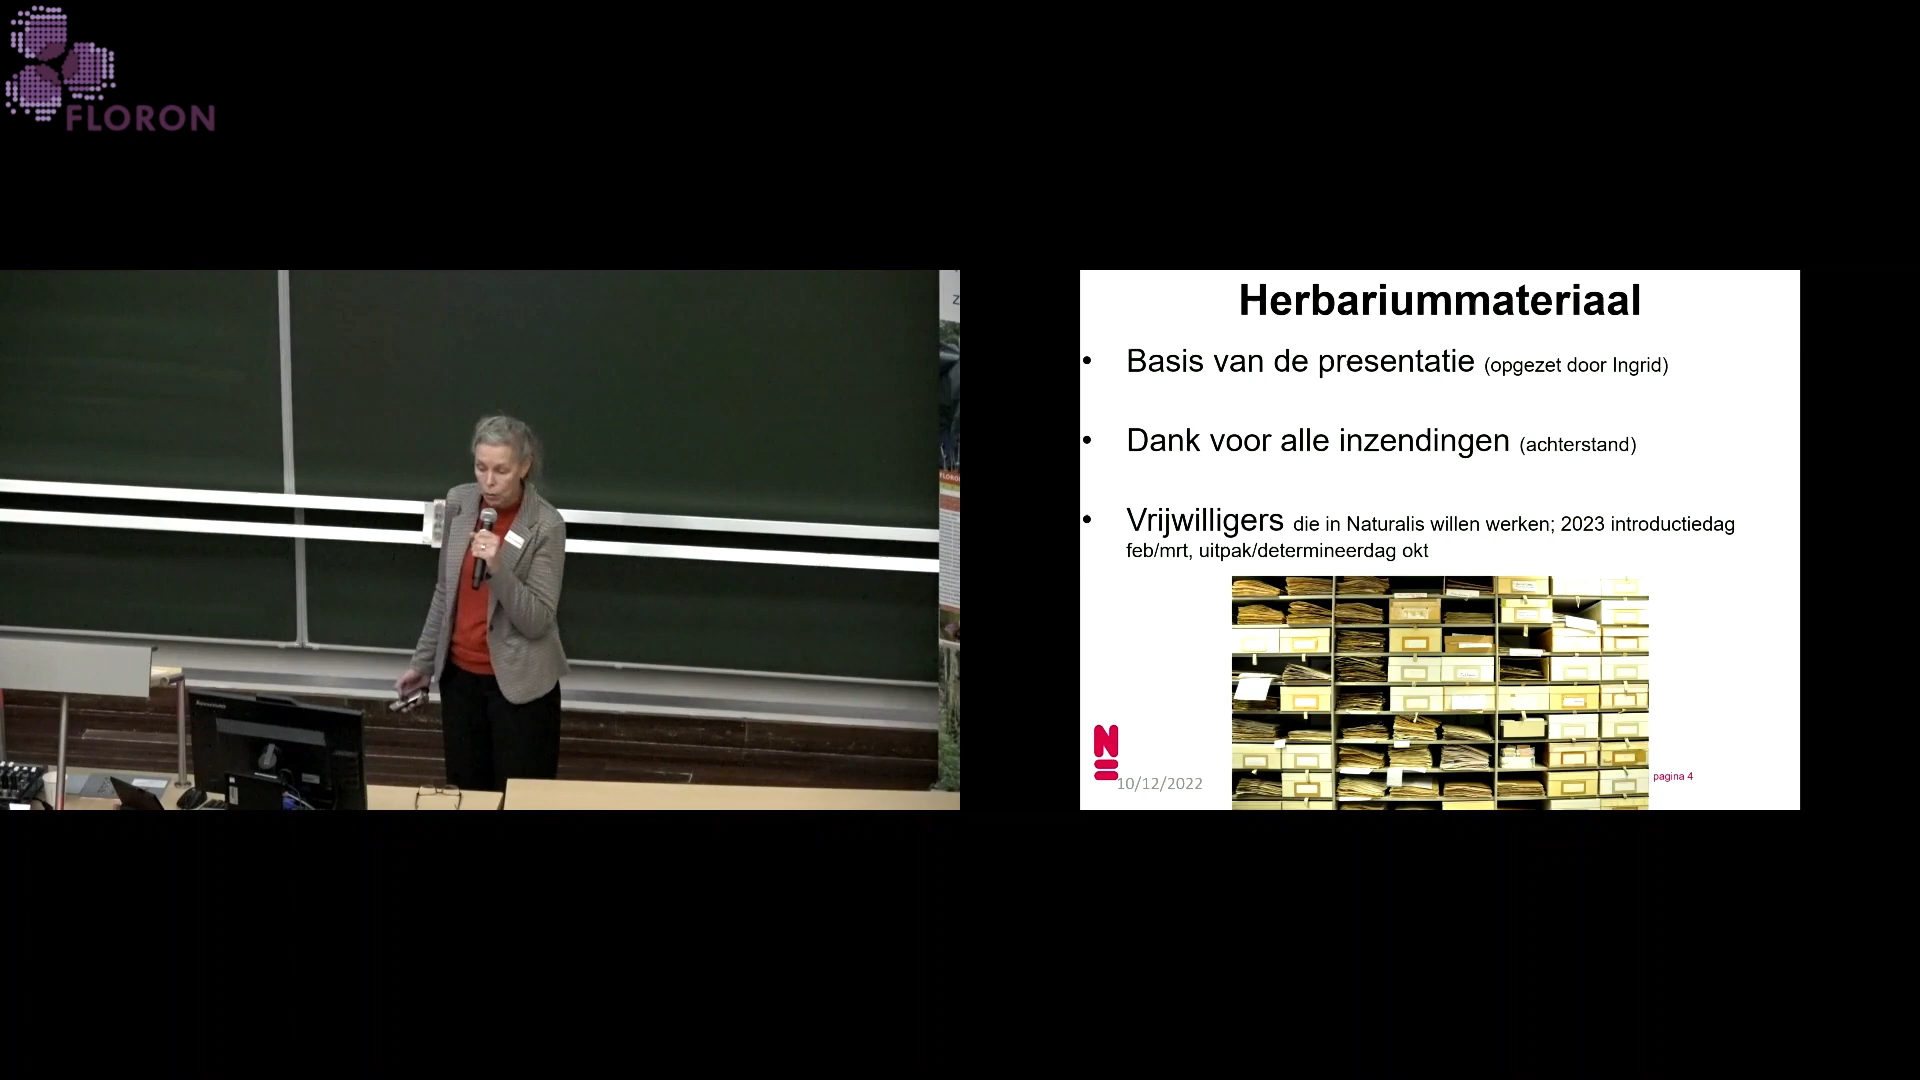 FLORON
Herbariummateriaal
• Basis van de presentatie (opgezet door Ingrid)
• Dank voor alle inzendingen (achterstand)
• Vrijwilligers die in Naturalis willen werken; 2023 introductiedag
feb/mrt, uitpak/determineerdag okt
10/12/2022
pagina 4